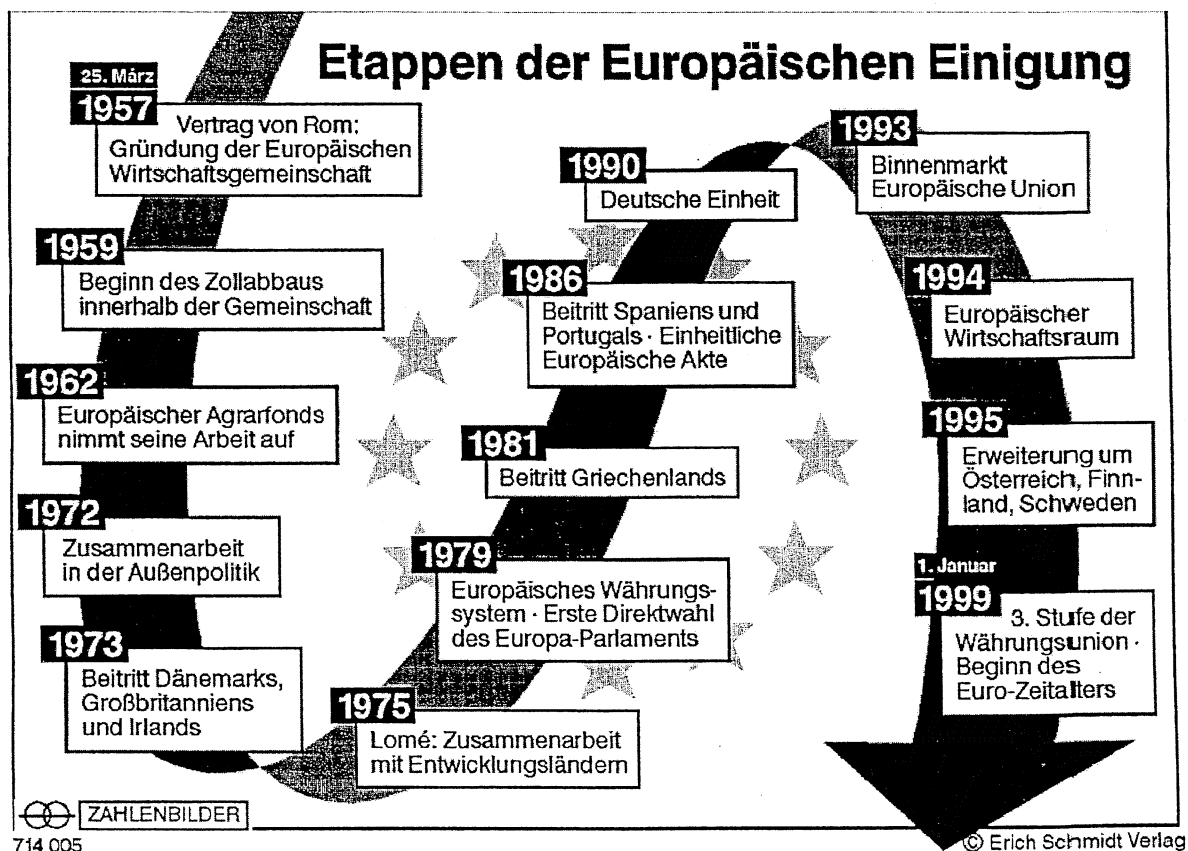 Etappen der Europäischen Einigung
25. März
1957
Vertrag von Rom:
Gründung der Europäischen
Wirtschaftsgemeinschaft
1959
Beginn des Zollabbaus
innerhalb der Gemeinschaft
1962
Europäischer Agrarfonds
nimmt seine Arbeit auf
1972
Zusammenarbeit
in der Außenpolitik
1973
Beitritt Dänemarks,
Großbritanniens
und Irlands
1975
Lomé: Zusammenarbeit
mit Entwicklungsländern
1979
Europäisches Währungs-
system · Erste Direktwahl
des Europa-Parlaments
1981
Beitritt Griechenlands
1986
Beitritt Spaniens und
Portugals · Einheitliche
Europäische Akte
1990
Deutsche Einheit
1993
Binnenmarkt
Europäische Union
1994
Europäischer
Wirtschaftsraum
1995
Erweiterung um
Österreich, Finn-
land, Schweden
1. Januar
1999
3. Stufe der
Währungsunion ·
Beginn des
Euro-Zeitalters
ZAHLENBILDER
714 005
© Erich Schmidt Verlag